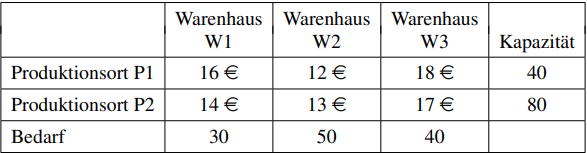 Warenhaus W1 Warenhaus W2 Warenhaus W3 Kapazität
Produktionsort P1 16 € 12 € 18 € 40
Produktionsort P2 14 € 13 € 17 € 80
Bedarf 30 50 40